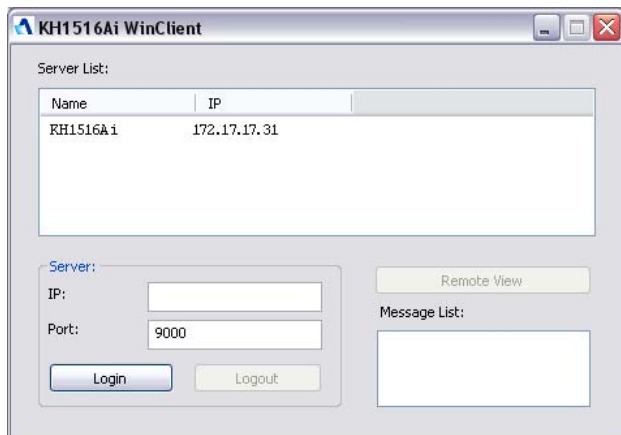 KH1516Ai WinClient
Server List:
Name IP
KH1516Ai 172.17.17.31
Server:
IP:
Port: 9000
Login Logout
Remote View
Message List: